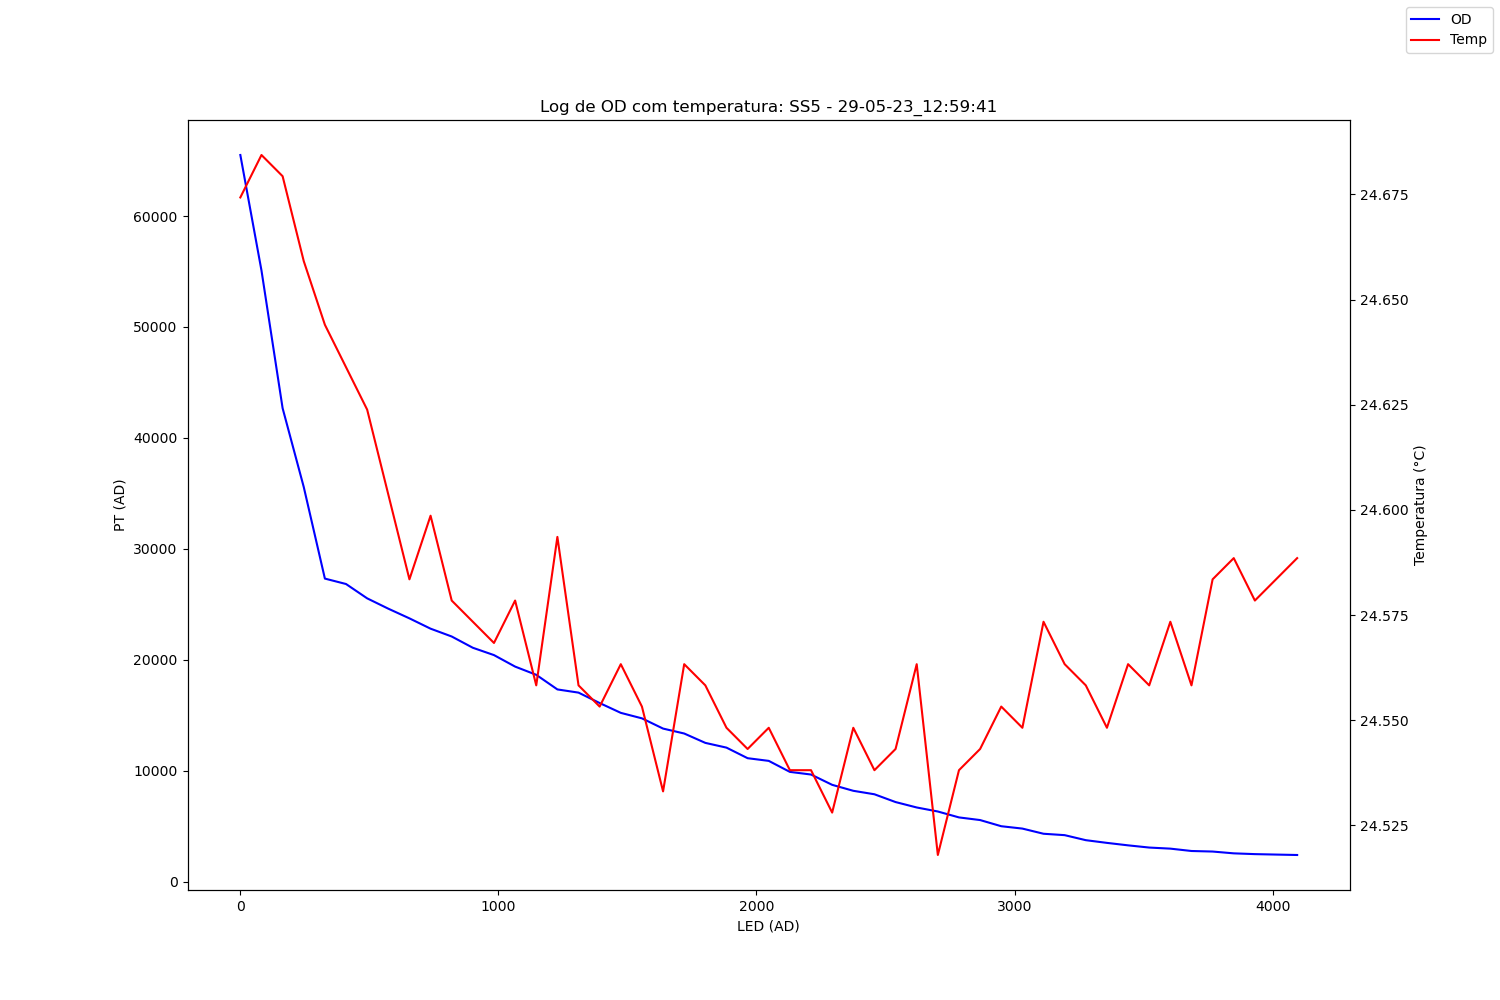 OD
Temp
Log de OD com temperatura: SS5 - 29-05-23_12:59:41
60000
50000
40000
30000
20000
10000
0
PT (AD)
24.675
24.650
24.625
24.600
24.575
24.550
24.525
Temperatura (°C)
0 1000 2000 3000 4000
LED (AD)